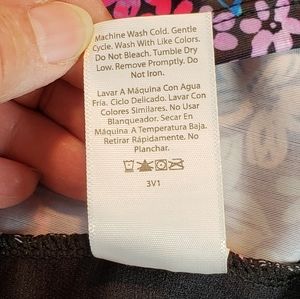 Machine Wash Cold. Gentle
Cycle. Wash With Like Colors.
Do Not Bleach. Tumble Dry
Low. Remove Promptly. Do
Not Iron.
Lavar A Máquina Con Agua
Fría. Ciclo Delicado. Lavar Con
Colores Similares. No Usar
Blanqueador. Secar En
Máquina A Temperatura Baja.
Retirar Rápidamente. No
Planchar.
3V1